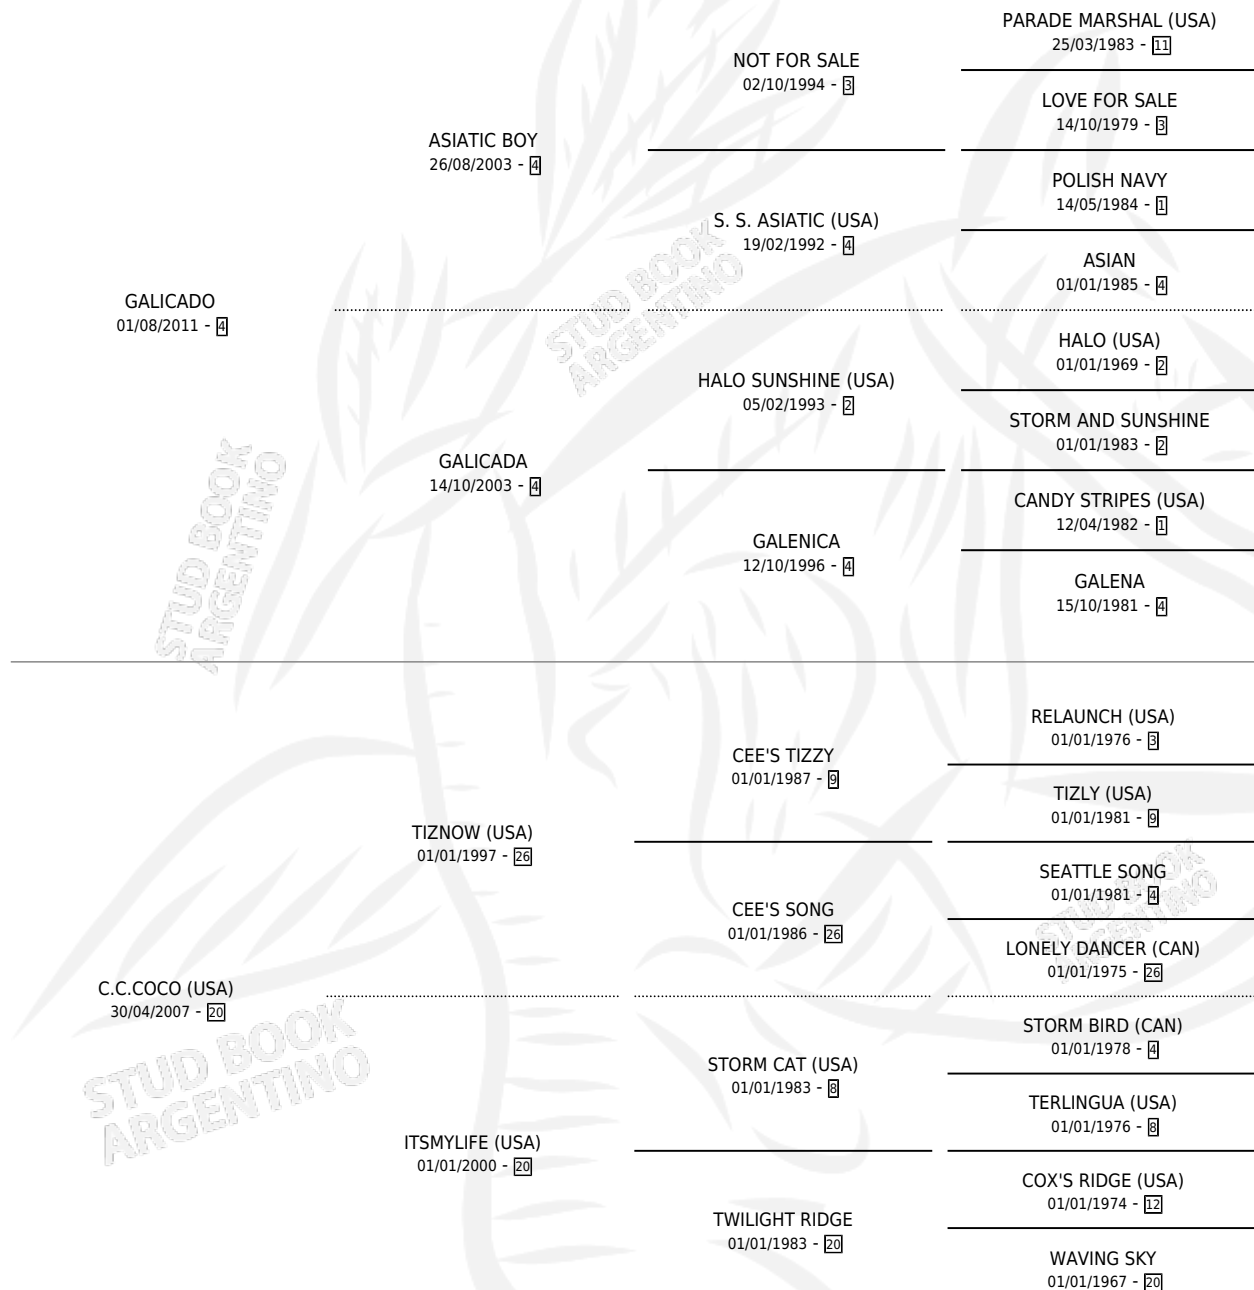 PARADE MARSHAL (USA)
25/03/1983 - 11
NOT FOR SALE
02/10/1994 - 3
LOVE FOR SALE
14/10/1979 - 3
ASIATIC BOY
26/08/2003 - 4
POLISH NAVY
14/05/1984 - 1
S. S. ASIATIC (USA)
19/02/1992 - 4
ASIAN
01/01/1985 - 4
GALICADO
01/08/2011 - 4
HALO (USA)
01/01/1969 - 2
HALO SUNSHINE (USA)
05/02/1993 - 2
STORM AND SUNSHINE
01/01/1983 - 2
GALICADA
14/10/2003 - 4
CANDY STRIPES (USA)
12/04/1982 - 1
GALENICA
12/10/1996 - 4
GALENA
15/10/1981 - 4
STUD BOOK
ARGENTINO
STUD BOOK
ARGENTINO
RELAUNCH (USA)
01/01/1976 - 3
CEE'S TIZZY
01/01/1987 - 9
TIZLY (USA)
01/01/1981 - 9
TIZNOW (USA)
01/01/1997 - 26
SEATTLE SONG
01/01/1981 - 4
CEE'S SONG
01/01/1986 - 26
LONELY DANCER (CAN)
01/01/1975 - 26
C.C.COCO (USA)
30/04/2007 - 20
STORM BIRD (CAN)
01/01/1978 - 4
STORM CAT (USA)
01/01/1983 - 8
TERLINGUA (USA)
01/01/1976 - 8
ITSMYLIFE (USA)
01/01/2000 - 20
COX'S RIDGE (USA)
01/01/1974 - 12
TWILIGHT RIDGE
01/01/1983 - 20
WAVING SKY
01/01/1967 - 20
STUD BOOK
ARGENTINO
STUD BOOK
ARGENTINO